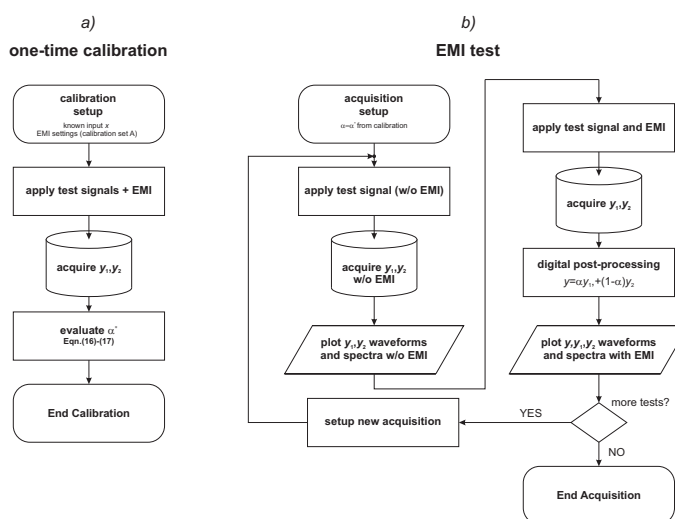 a)
one-time calibration
calibration
setup
known input x
EMI settings (calibration set A)
apply test signals + EMI
acquire y₁,y₂
evaluate α*
Eqn.(16)-(17)
End Calibration
b)
EMI test
acquisition
setup
α=α* from calibration
apply test signal (w/o EMI)
acquire y₁,y₂
w/o EMI
plot y₁,y₂ waveforms
and spectra w/o EMI
setup new acquisition
apply test signal and EMI
acquire y₁,y₂
digital post-processing
y=αy₁,+(1-α)y₂
plot y,y₁,y₂ waveforms
and spectra with EMI
more tests?
YES
NO
End Acquisition